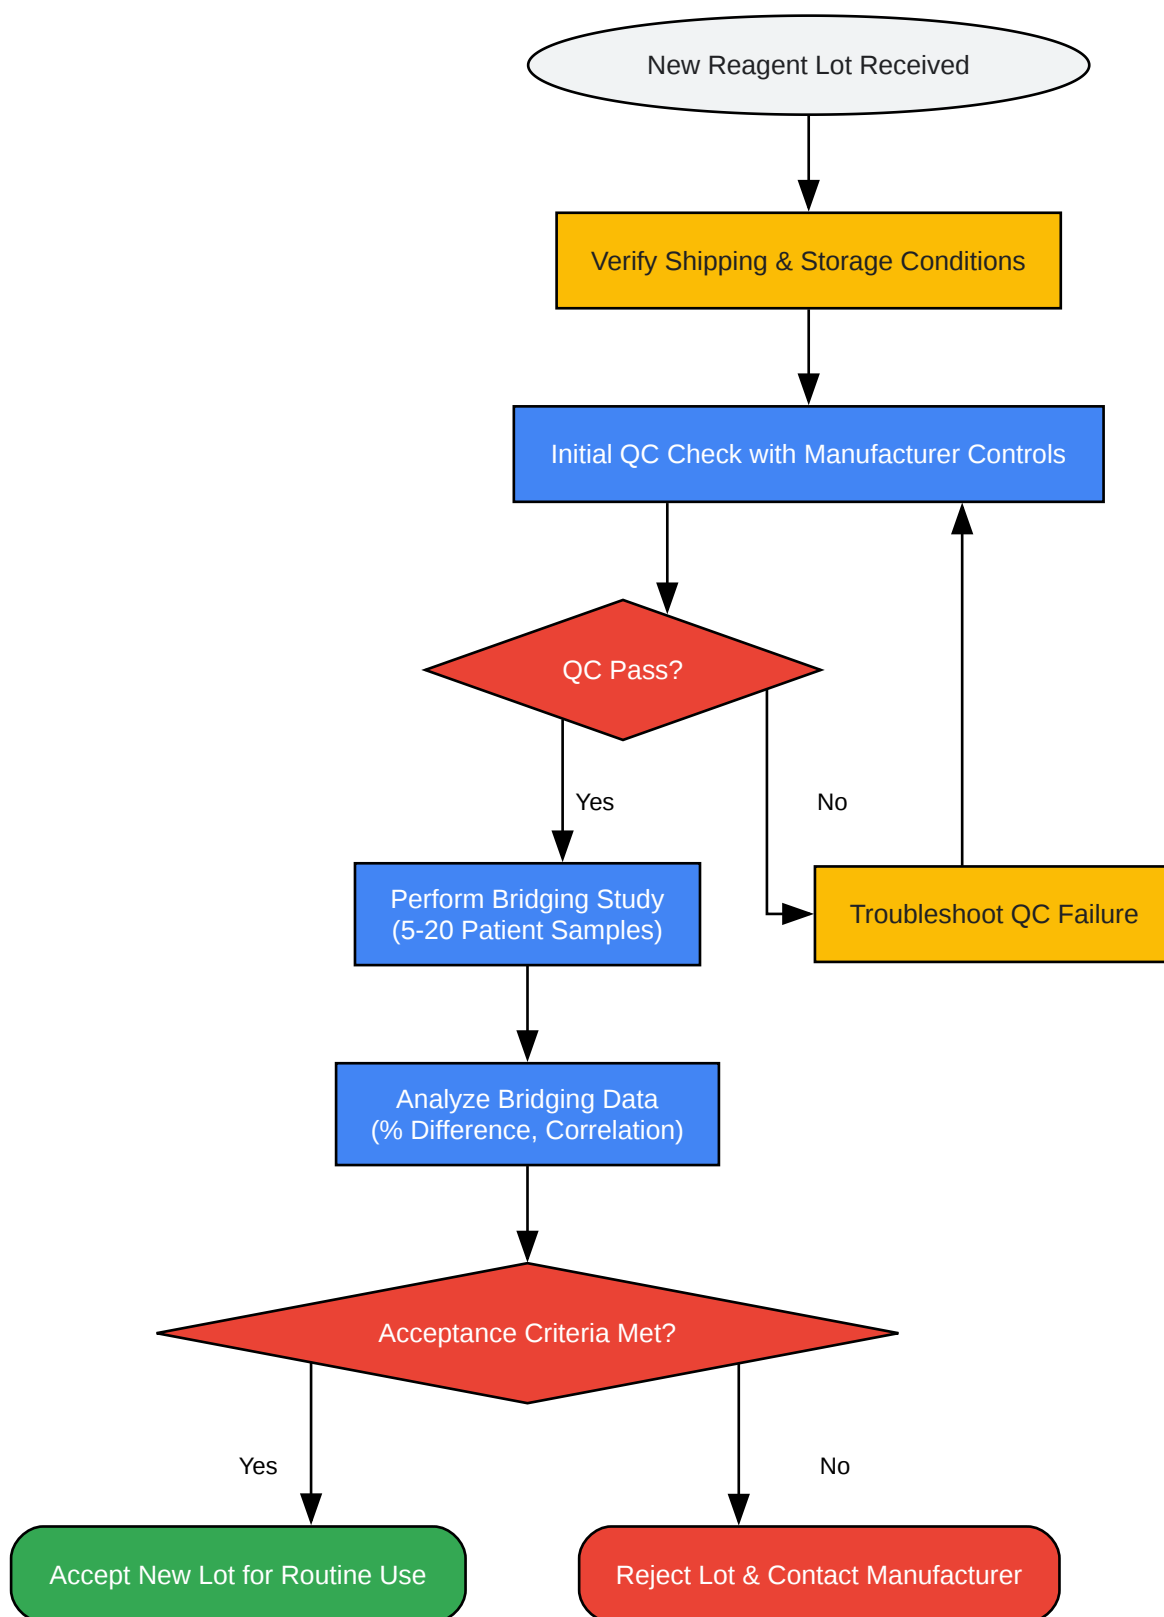 New Reagent Lot Received
Verify Shipping & Storage Conditions
Initial QC Check with Manufacturer Controls
QC Pass?
Yes
No
Perform Bridging Study
(5-20 Patient Samples)
Troubleshoot QC Failure
Analyze Bridging Data
(% Difference, Correlation)
Acceptance Criteria Met?
Yes
No
Accept New Lot for Routine Use
Reject Lot & Contact Manufacturer